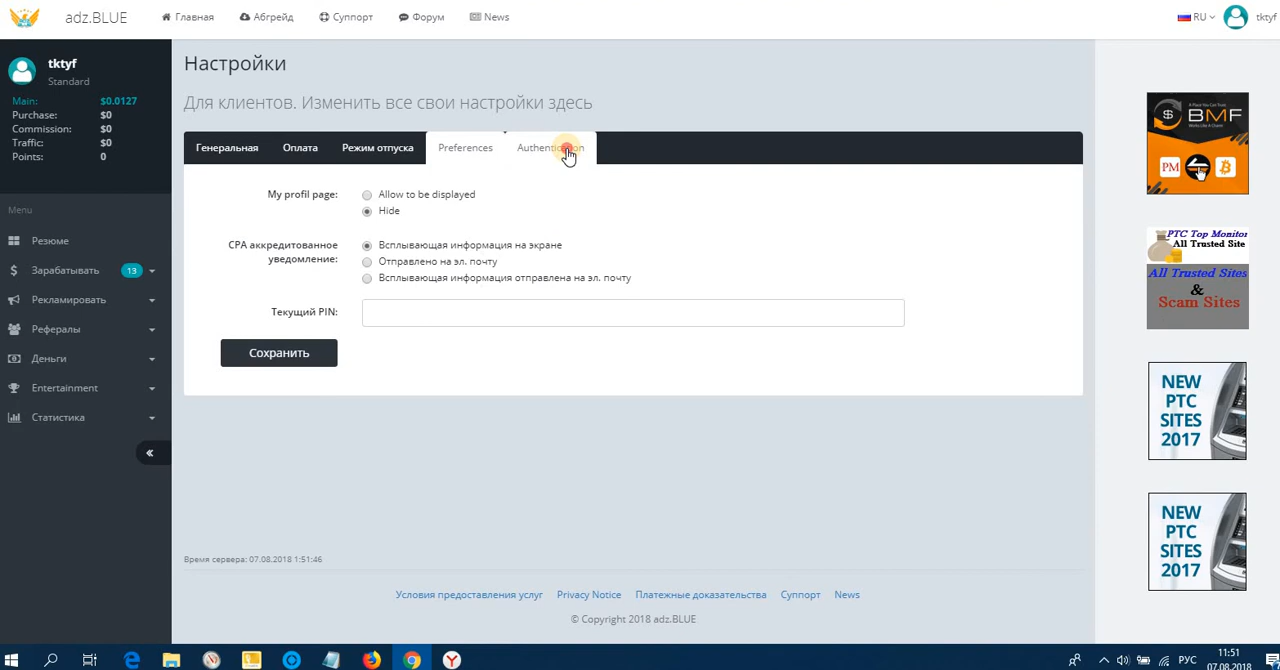 adz.BLUE
Главная
Абгрейд
Суппорт
Форум
News
RU
tktyf
tktyf
Standard
Main: $0.0127
Purchase: $0
Commission: $0
Traffic: $0
Points: 0
Menu
Резюме
Зарабатывать 13
Рекламировать
Рефералы
Деньги
Entertainment
Статистика
Настройки
Для клиентов. Изменить все свои настройки здесь
Генеральная
Оплата
Режим отпуска
Preferences
Authentication
My profil page:
Allow to be displayed
Hide
CPA аккредитованное
уведомление:
Всплывающая информация на экране
Отправлено на эл. почту
Всплывающая информация отправлена на эл. почту
Текущий PIN:
Сохранить
BMF
PM
PTC Top Monitor
All Trusted Site
All Trusted Sites
&
Scam Sites
NEW
PTC
SITES
2017
NEW
PTC
SITES
2017
Время сервера: 07.08.2018 1:51:46
Условия предоставления услуг
Privacy Notice
Платежные доказательства
Суппорт
News
© Copyright 2018 adz.BLUE
РУС
11:51
07.08.2018